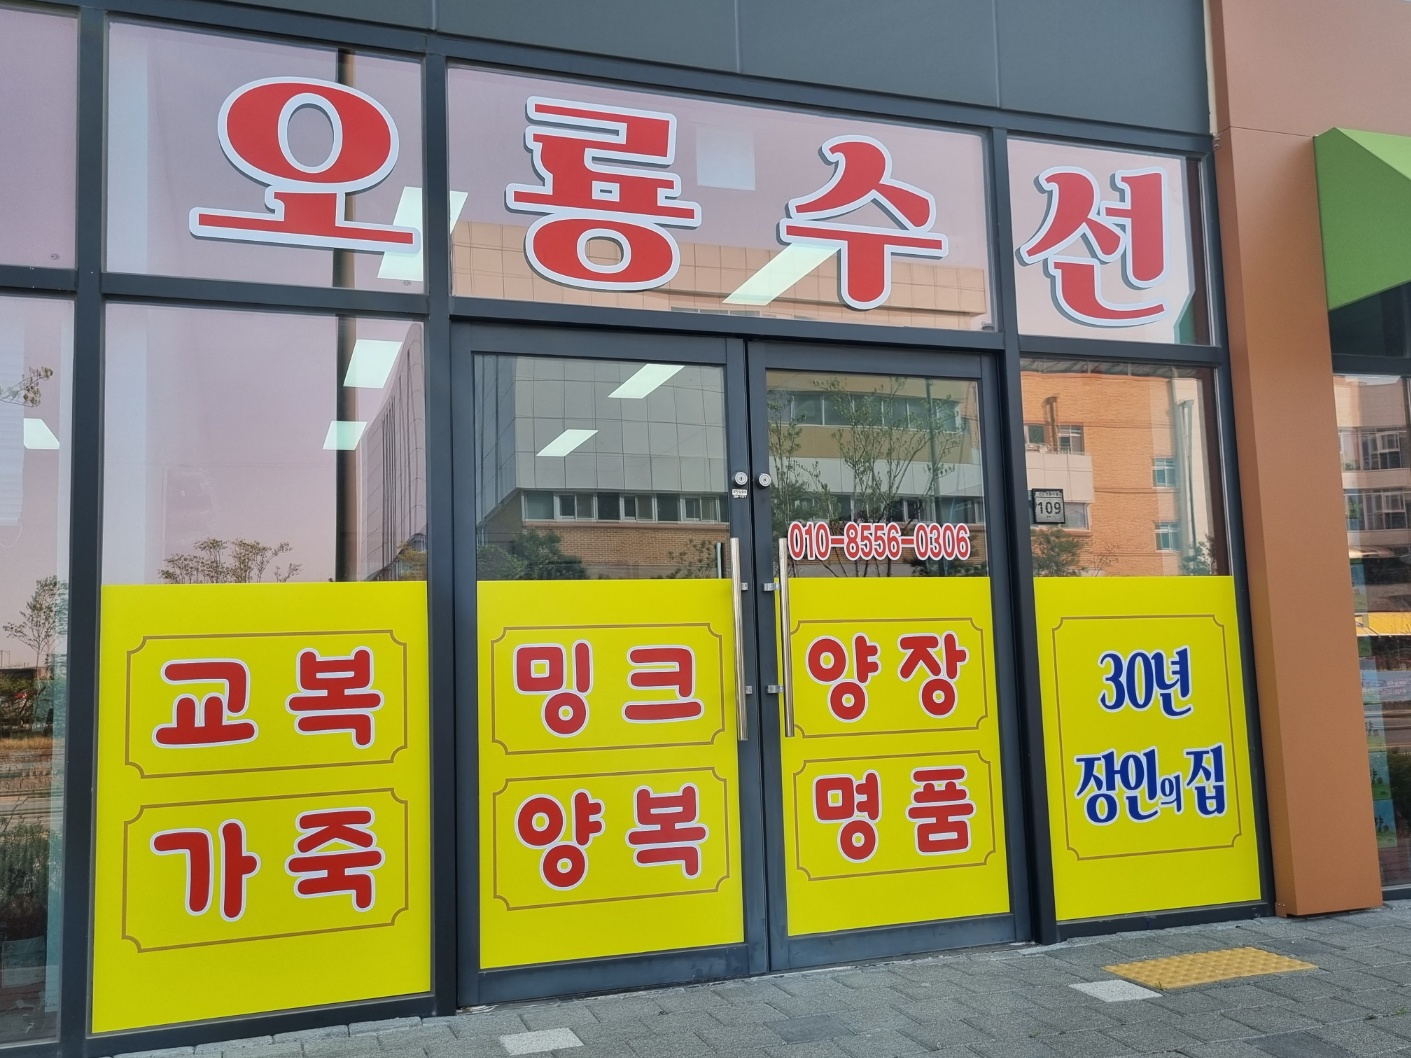 오룡수선
010-8556-0306
109
교복
밍크
양장
30년
장인의 집
가죽
양복
명품